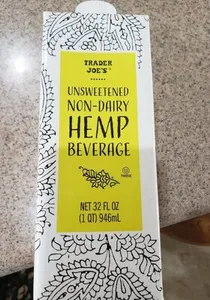 TRADER
JOE'S
UNSWEETENED
NON-DAIRY
HEMP
BEVERAGE
NET 32 FL OZ
(1 QT) 946mL